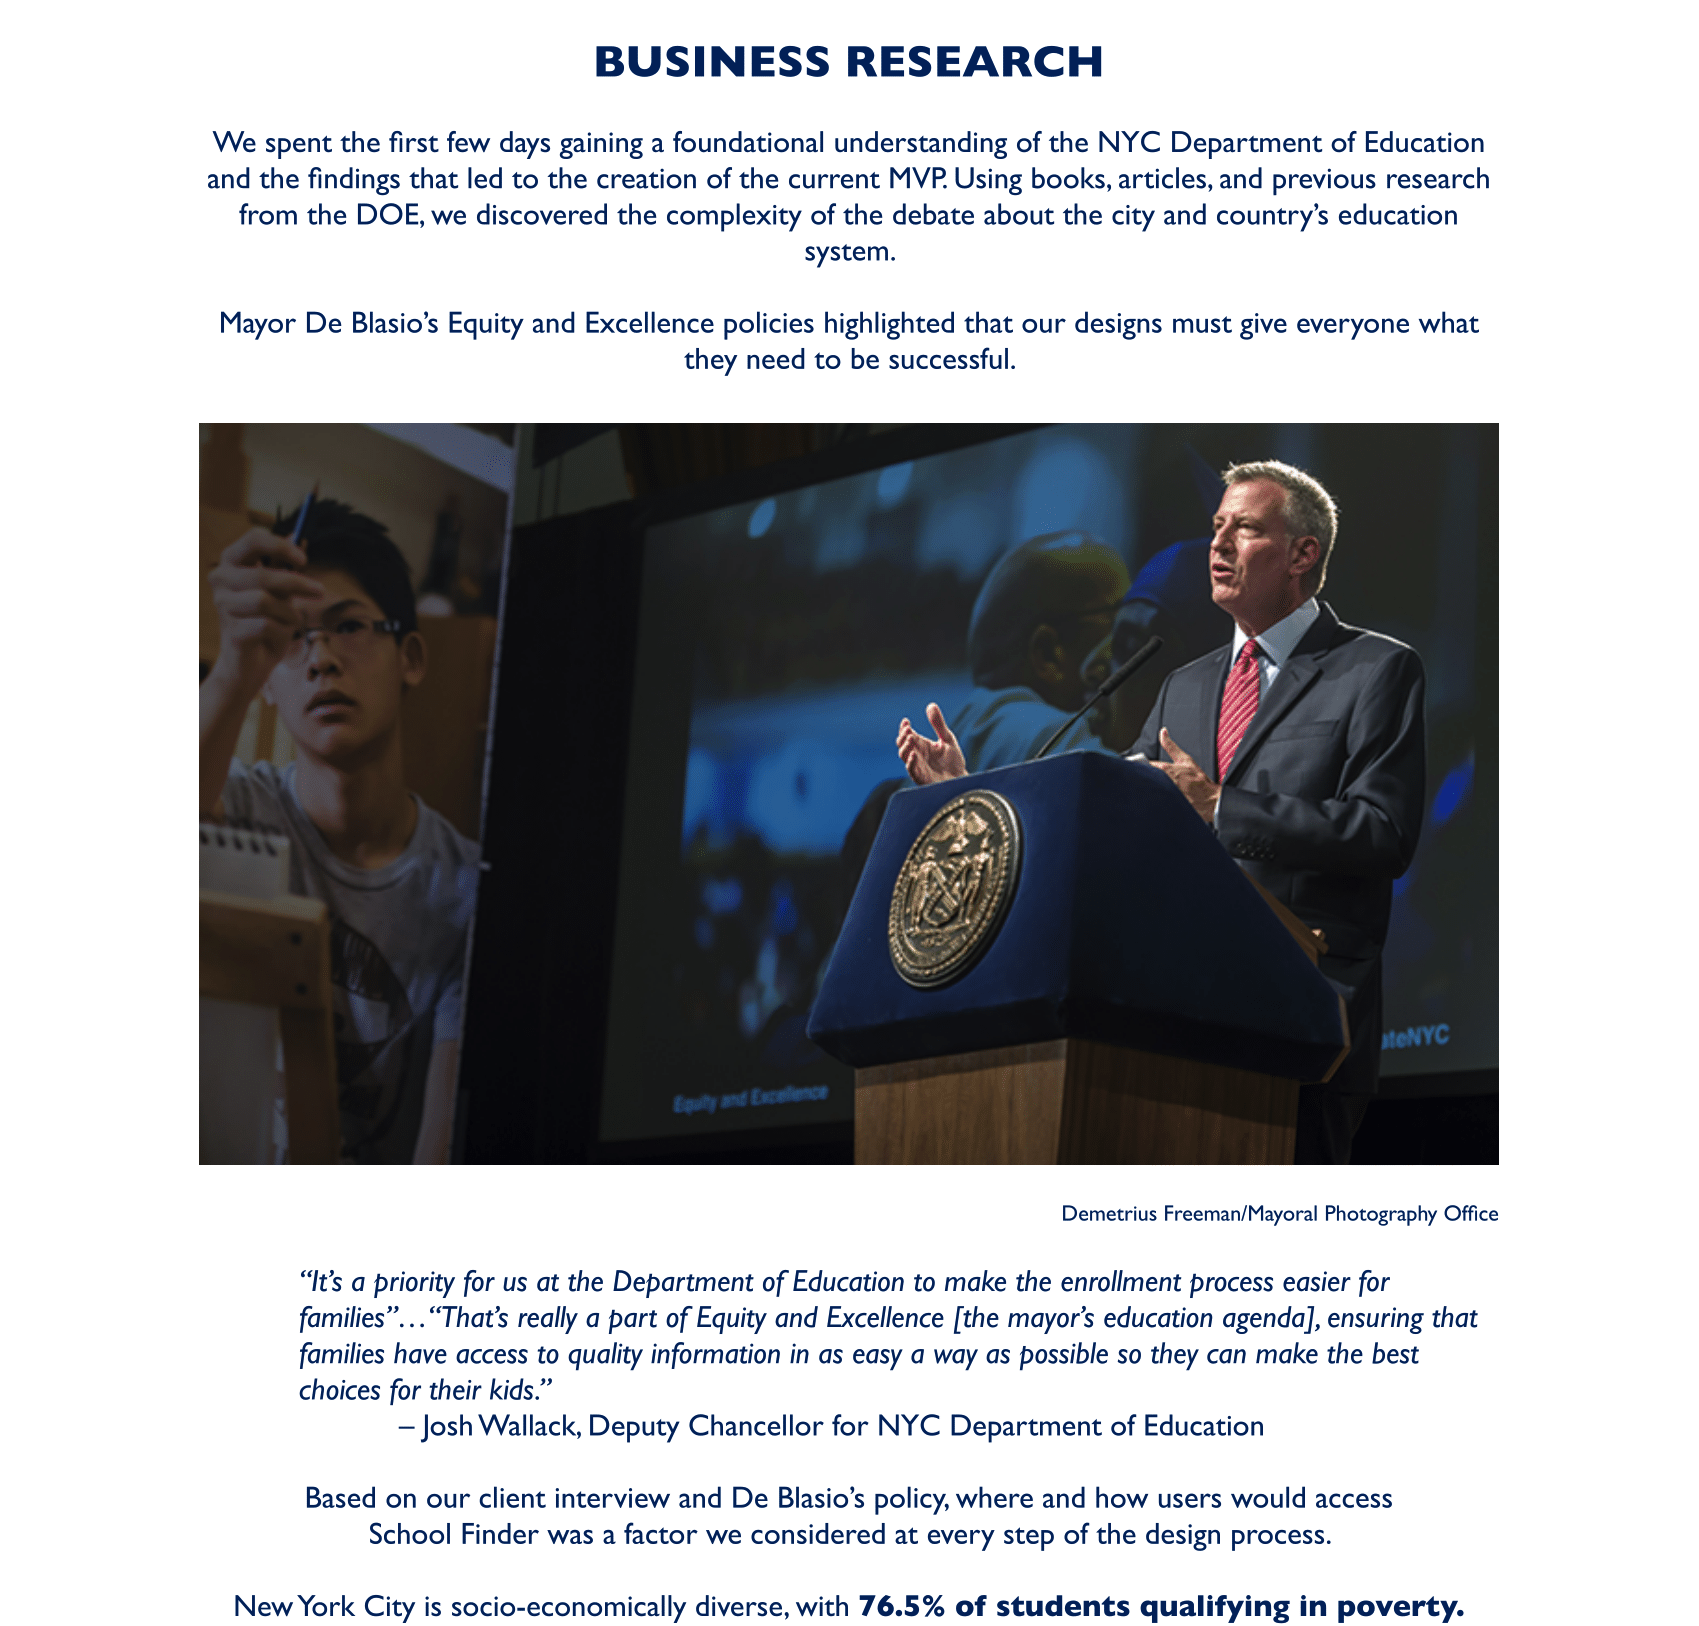 BUSINESS RESEARCH
We spent the first few days gaining a foundational understanding of the NYC Department of Education
and the findings that led to the creation of the current MVP. Using books, articles, and previous research
from the DOE, we discovered the complexity of the debate about the city and country’s education
system.
Mayor De Blasio’s Equity and Excellence policies highlighted that our designs must give everyone what
they need to be successful.
ateNYC
Equity and Excellence
Demetrius Freeman/Mayoral Photography Office
“It’s a priority for us at the Department of Education to make the enrollment process easier for
families”…“That’s really a part of Equity and Excellence [the mayor’s education agenda], ensuring that
families have access to quality information in as easy a way as possible so they can make the best
choices for their kids.”
– Josh Wallack, Deputy Chancellor for NYC Department of Education
Based on our client interview and De Blasio’s policy, where and how users would access
School Finder was a factor we considered at every step of the design process.
New York City is socio-economically diverse, with 76.5% of students qualifying in poverty.